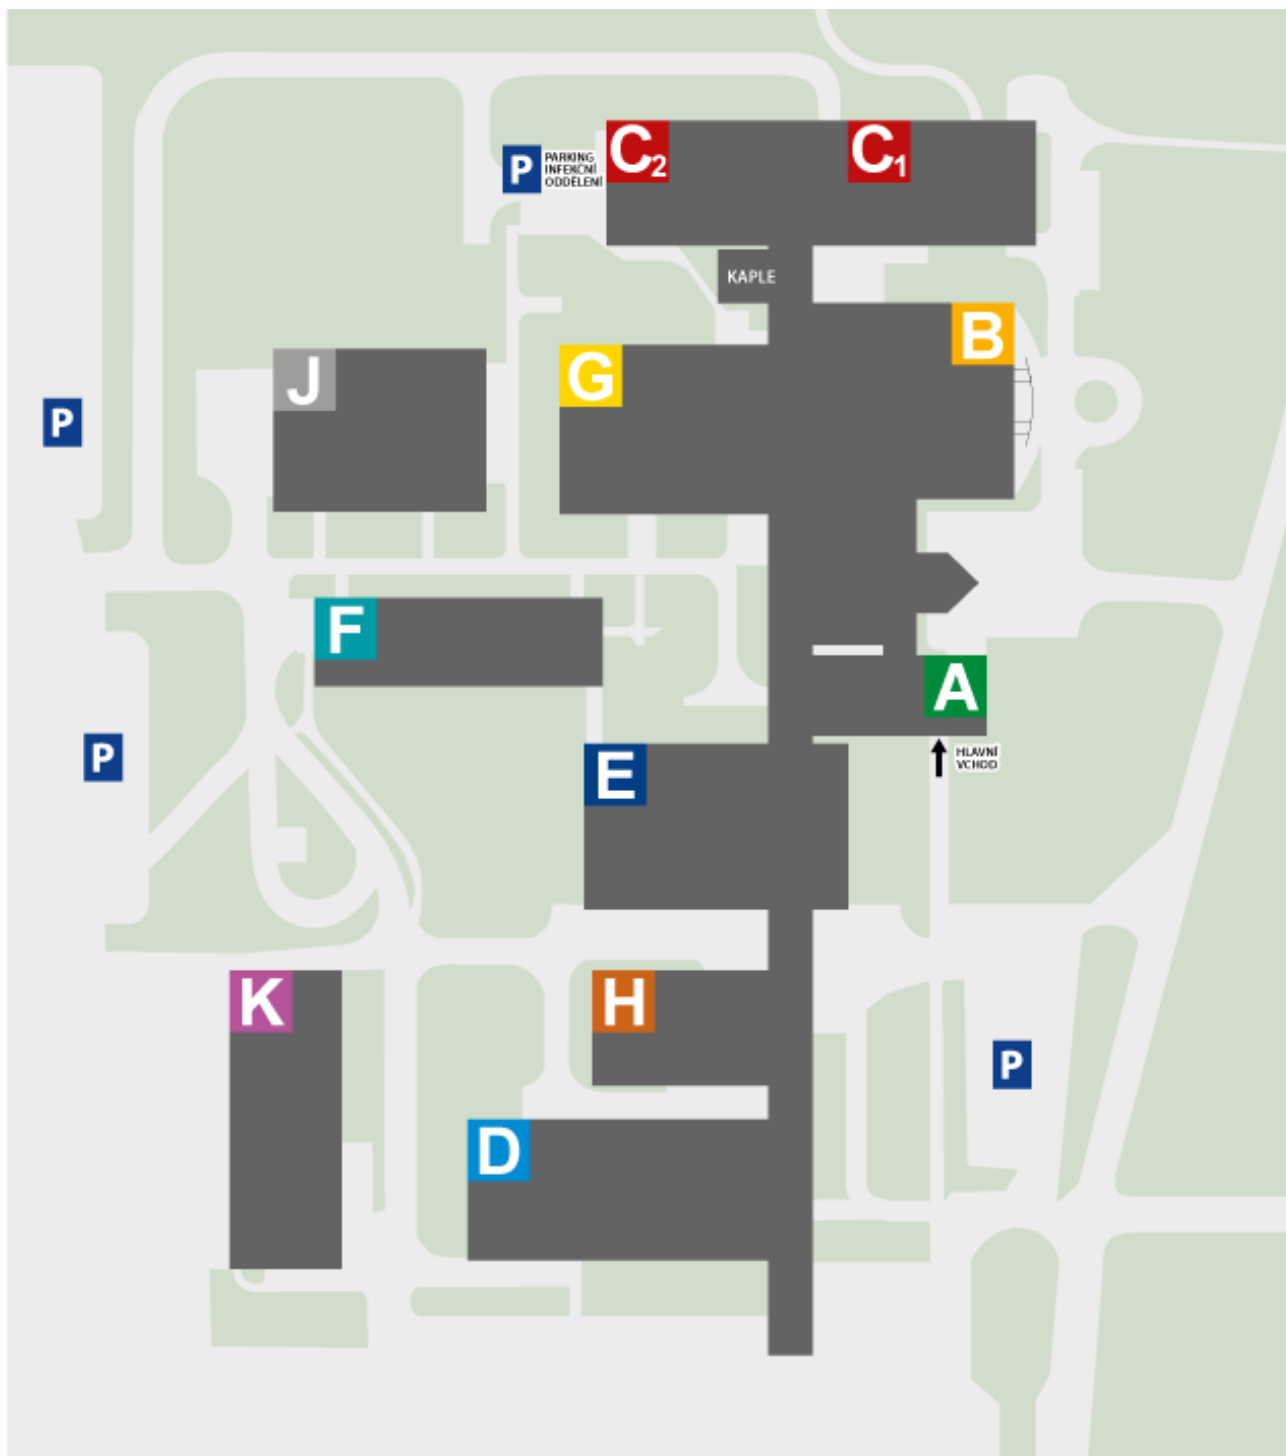 C2
C1
P
PARKING
INFEKČNÍ
ODDĚLENÍ
KAPLE
B
J
G
P
F
A
P
E
HLAVNÍ
VCHOD
K
H
P
D